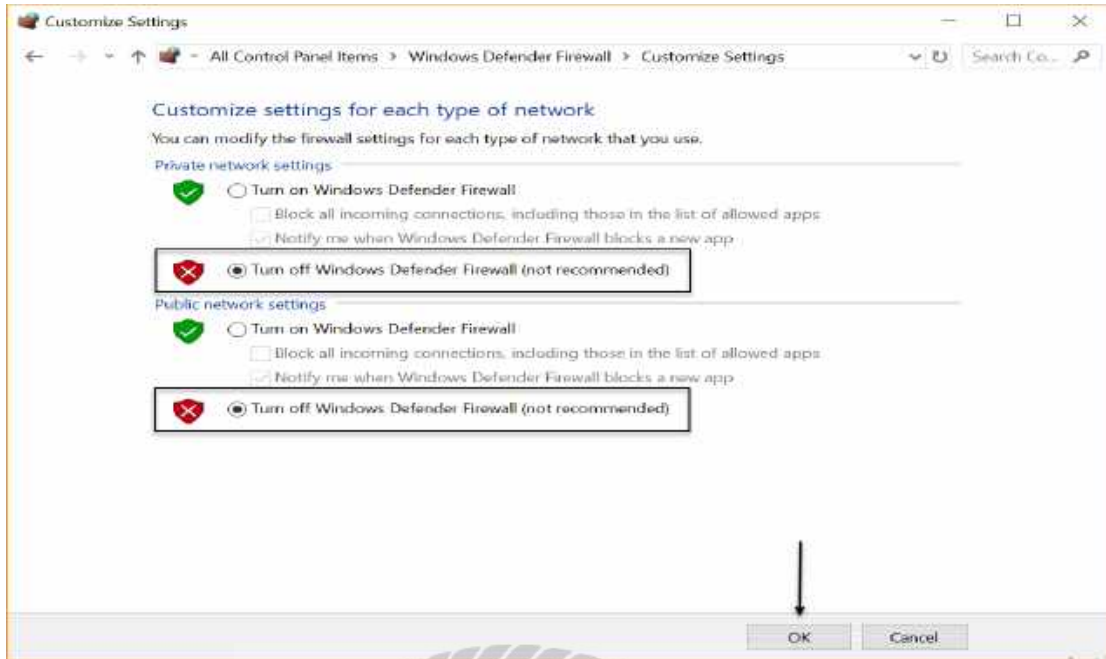 Customize Settings
All Control Panel Items > Windows Defender Firewall > Customize Settings
Search Co...
Customize settings for each type of network
You can modify the firewall settings for each type of network that you use.
Private network settings
Turn on Windows Defender Firewall
Block all incoming connections, including those in the list of allowed apps
Notify me when Windows Defender Firewall blocks a new app
Turn off Windows Defender Firewall (not recommended)
Public network settings
Turn on Windows Defender Firewall
Block all incoming connections, including those in the list of allowed apps
Notify me when Windows Defender Firewall blocks a new app
Turn off Windows Defender Firewall (not recommended)
OK Cancel